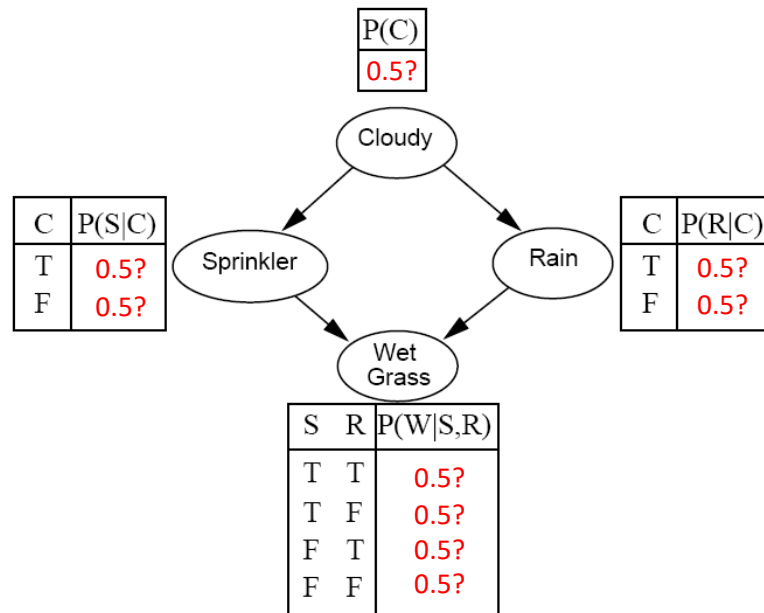 P(C)
0.5?
Cloudy
C P(S|C)
T 0.5?
F 0.5?
Sprinkler
Rain
C P(R|C)
T 0.5?
F 0.5?
Wet
Grass
S R P(W|S,R)
T T 0.5?
T F 0.5?
F T 0.5?
F F 0.5?